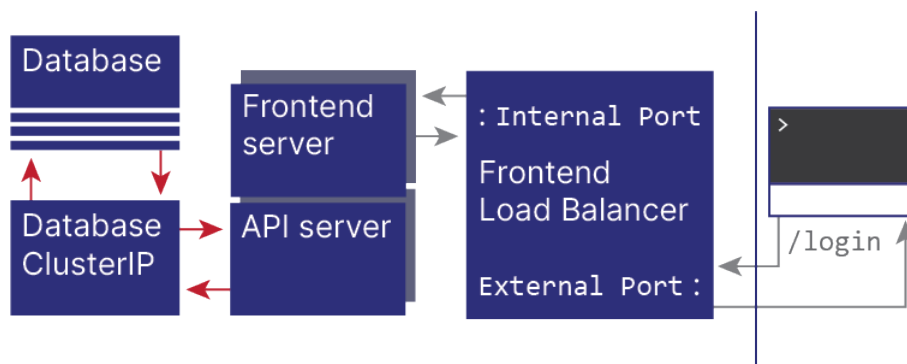 Database
Database
ClusterIP
Frontend
server
API server
: Internal Port
Frontend
Load Balancer
External Port :
>
/login